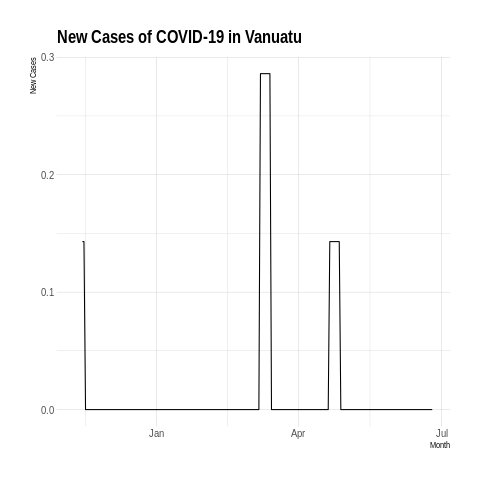 New Cases of COVID-19 in Vanuatu
New Cases
0.3
0.2
0.1
0.0
Jan
Apr
Jul
Month